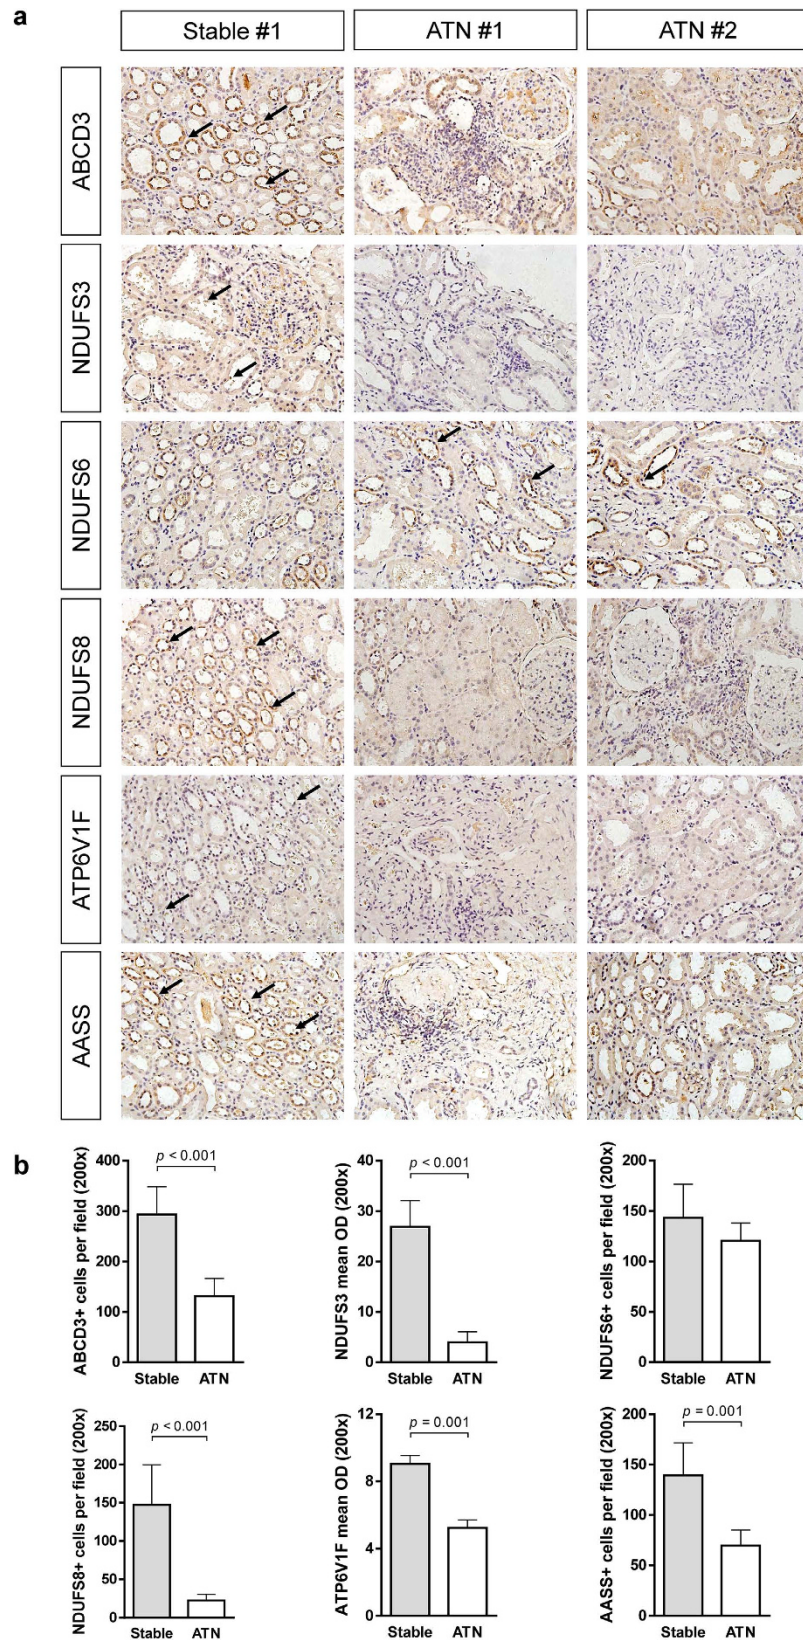 a
Stable #1
ATN #1
ATN #2
ABCD3
NDUFS3
NDUFS6
NDUFS8
ATP6V1F
AASS
b
ABCD3+ cells per field (200x)
400
300
200
100
0
p < 0.001
Stable
ATN
NDUFS3 mean OD (200x)
40
30
20
10
0
p < 0.001
Stable
ATN
NDUFS6+ cells per field (200x)
200
150
100
50
0
Stable
ATN
NDUFS8+ cells per field (200x)
250
200
150
100
50
0
p < 0.001
Stable
ATN
ATP6V1F mean OD (200x)
12
9
8
4
0
p = 0.001
Stable
ATN
AASS+ cells per field (200x)
200
150
100
50
0
p = 0.001
Stable
ATN